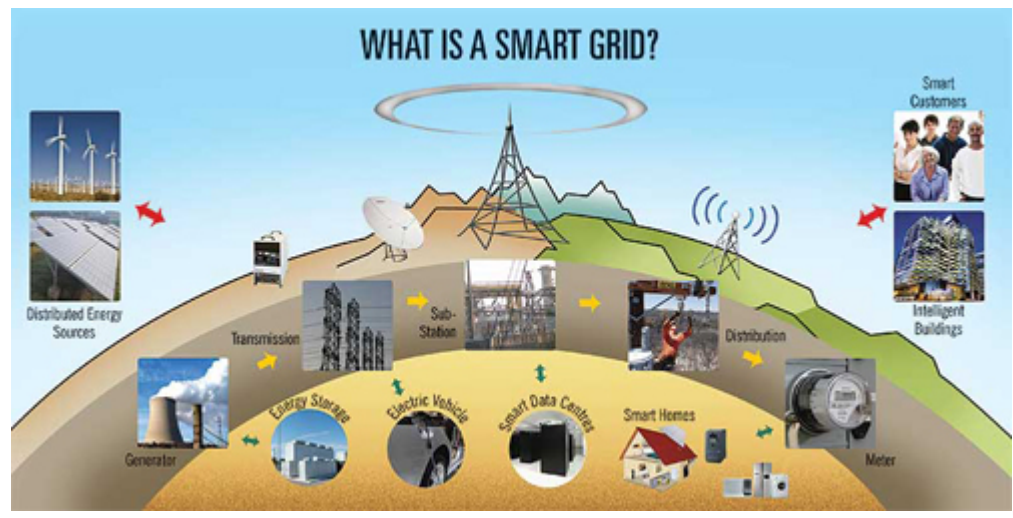 WHAT IS A SMART GRID?
Smart
Customers
Distributed Energy
Sources
Intelligent
Buildings
Transmission
Sub-
Station
Distribution
Generator
Energy Storage
Electric Vehicle
Smart Data Centres
Smart Homes
Meter